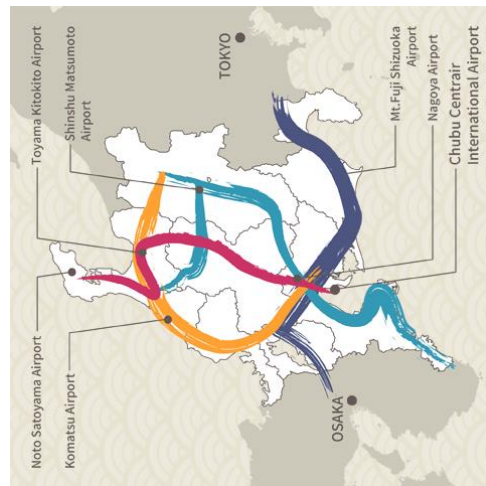 Noto Satoyama Airport
Komatsu Airport
Toyama Kitokito Airport
Shinshu Matsumoto
Airport
TOKYO
OSAKA
Mt.Fuji Shizuoka
Airport
Nagoya Airport
Chubu Centrair
International Airport